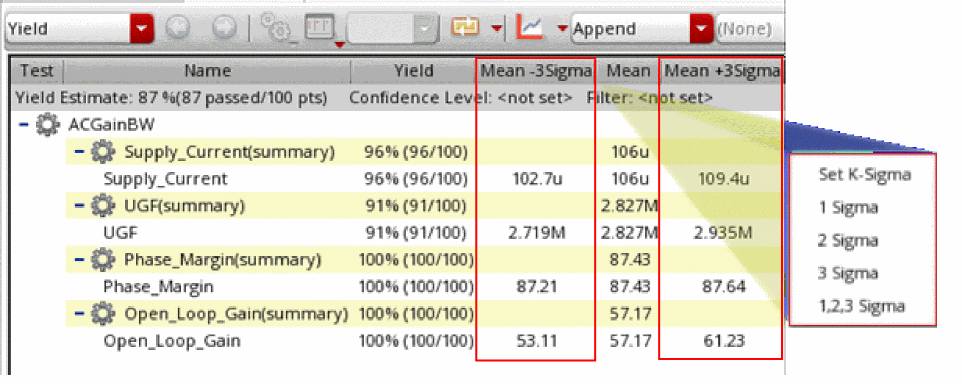 Yield Append (None)
Test Name Yield Mean -3Sigma Mean Mean +3Sigma
Yield Estimate: 87 %(87 passed/100 pts) Confidence Level: <not set> Filter: <not set>
ACGainBW
Supply_Current(summary) 96% (96/100) 106u
Supply_Current 96% (96/100) 102.7u 106u 109.4u
UGF(summary) 91% (91/100) 2.827M
UGF 91% (91/100) 2.719M 2.827M 2.935M
Phase_Margin(summary) 100% (100/100) 87.43
Phase_Margin 100% (100/100) 87.21 87.43 87.64
Open_Loop_Gain(summary) 100% (100/100) 57.17
Open_Loop_Gain 100% (100/100) 53.11 57.17 61.23
Set K-Sigma
1 Sigma
2 Sigma
3 Sigma
1,2,3 Sigma